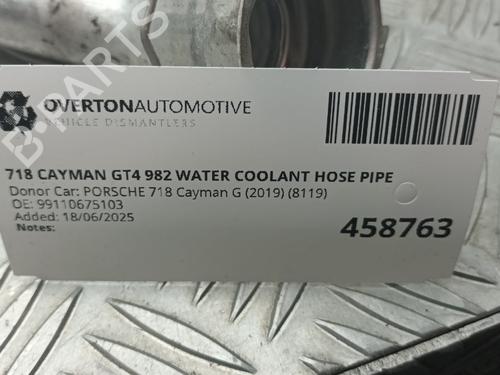 OVERTONAUTOMOTIVE
VEHICLE DISMANTLERS
718 CAYMAN GT4 982 WATER COOLANT HOSE PIPE
Donor Car: PORSCHE 718 Cayman G (2019) (8119)
OE: 99110675103
Added: 18/06/2025
Notes:
458763
B-PARTS